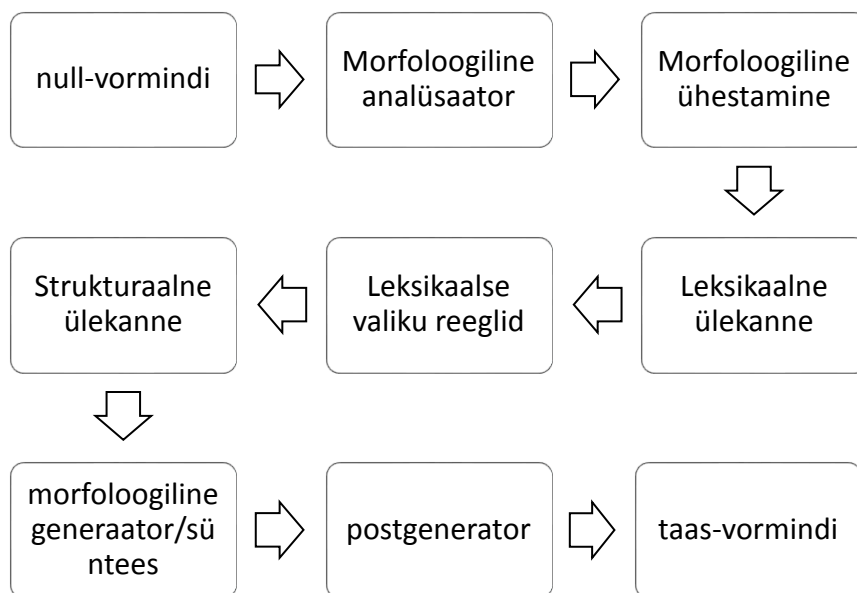 null-vormindi
Morfoloogiline
analüsaator
Morfoloogiline
ühestamine
Strukturaalne
ülekanne
Leksikaalse
valiku reeglid
Leksikaalne
ülekanne
morfoloogiline
generaator/sü
ntees
postgenerator
taas-vormindi